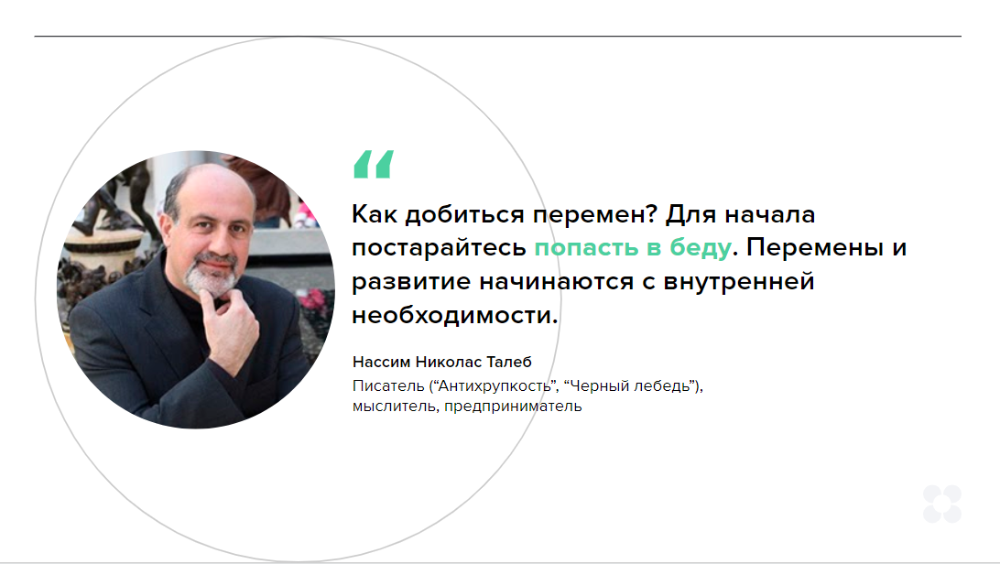 “
Как добиться перемен? Для начала
постарайтесь попасть в беду. Перемены и
развитие начинаются с внутренней
необходимости.
Нассим Николас Талеб
Писатель (“Антихрупкость”, “Черный лебедь”),
мыслитель, предприниматель